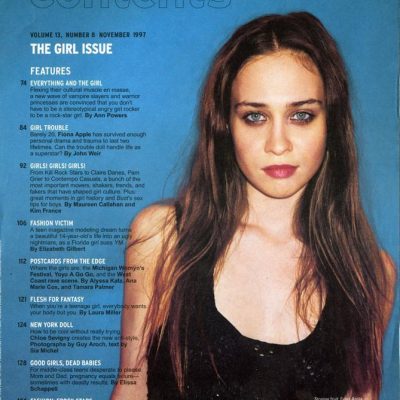 contents
VOLUME 13, NUMBER 8 NOVEMBER 1997
THE GIRL ISSUE
FEATURES
74 EVERYTHING AND THE GIRL
Flexing their cultural muscle en masse,
a new wave of vampire slayers and warrior
princesses are convinced that you don't
have to be a stereotypical angry girl rocker
to be a rock-star girl. By Ann Powers
84 GIRL TROUBLE
Barely 20, Fiona Apple has survived enough
personal drama and trauma to last two
lifetimes. Can the trouble doll handle life as
a superstar? By John Weir
92 GIRLS! GIRLS! GIRLS!
From Kill Rock Stars to Claire Danes, Pam
Grier to Contempo Casuals, a bunch of the
most important movers, shakers, trends, and
fakers that have shaped girl culture. Plus:
great moments in girl history and Bust's sex
tips for boys. By Maureen Callahan and
Kim France
106 FASHION VICTIM
A teen magazine modeling dream turns
a beautiful 14-year-old's life into an ugly
nightmare, as a Florida girl sues YM.
By Elizabeth Gilbert
112 POSTCARDS FROM THE EDGE
Where the girls are: the Michigan Womyn's
Festival, Yoyo A Go Go, and the West
Coast rave scene. By Alyssa Katz, Ana
Marie Cox, and Tamara Palmer
121 FLESH FOR FANTASY
When you're a teenage girl, everybody wants
your body but you. By Laura Miller
124 NEW YORK DOLL
How to be cool without really trying:
Chloe Sevigny creates the new anti-style.
Photographs by Guy Aroch, text by
Sia Michel
128 GOOD GIRLS, DEAD BABIES
For middle-class teens desperate to please
Mom and Dad, pregnancy equals failure—
sometimes with deadly results. By Elissa
Schappell